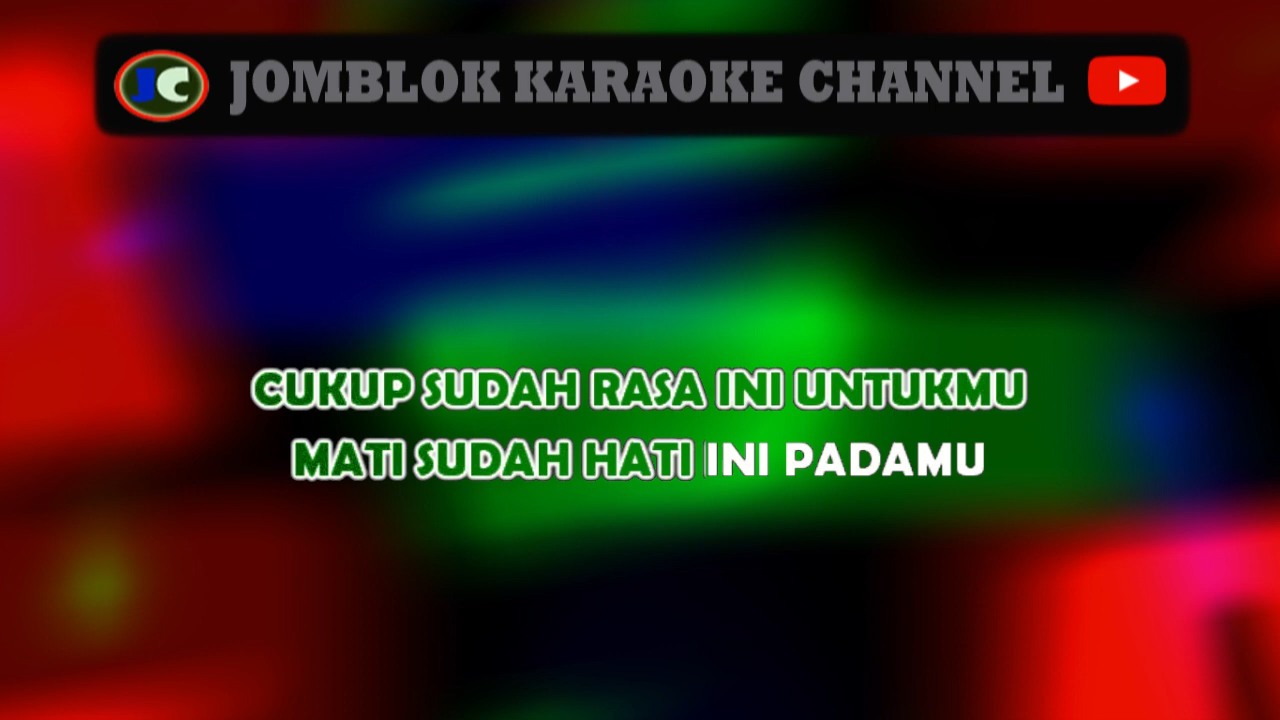 JC JOMBLOK KARAOKE CHANNEL
CUKUP SUDAH RASA INI UNTUKMU
MATI SUDAH HATI INI PADAMU